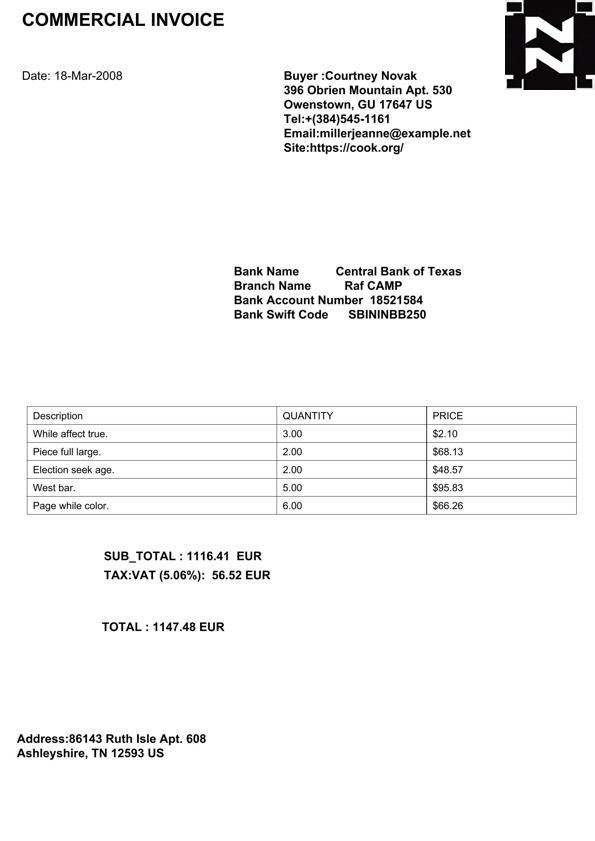 COMMERCIAL INVOICE
Date: 18-Mar-2008
Buyer :Courtney Novak
396 Obrien Mountain Apt. 530
Owenstown, GU 17647 US
Tel:+(384)545-1161
Email:millerjeanne@example.net
Site:https://cook.org/
Bank Name Central Bank of Texas
Branch Name Raf CAMP
Bank Account Number 18521584
Bank Swift Code SBININBB250
Description QUANTITY PRICE
While affect true. 3.00 $2.10
Piece full large. 2.00 $68.13
Election seek age. 2.00 $48.57
West bar. 5.00 $95.83
Page while color. 6.00 $66.26
SUB_TOTAL : 1116.41 EUR
TAX:VAT (5.06%): 56.52 EUR
TOTAL : 1147.48 EUR
Address:86143 Ruth Isle Apt. 608
Ashleyshire, TN 12593 US